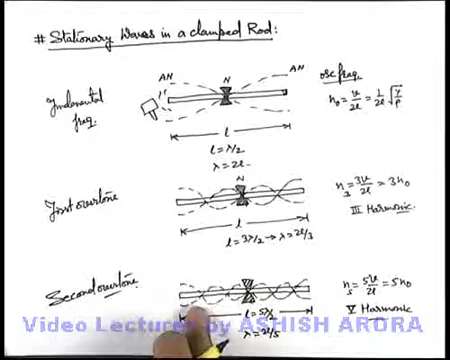 # Stationary Waves in a clamped Rod:
AN N AN
Fundamental freq.
osc freq.
n₀ = v/2l = 1/2l √(Y/ρ)
l
l = λ/2
λ = 2l
N
First overtone
n₃ = 3v/2l = 3n₀
III Harmonic.
l
l = 3λ/2 → λ = 2l/3
Second overtone
n₅ = 5v/2l = 5n₀
V Harmonic
l = 5λ/2
λ = 2l/5
Video Lectures by ASHISH ARORA